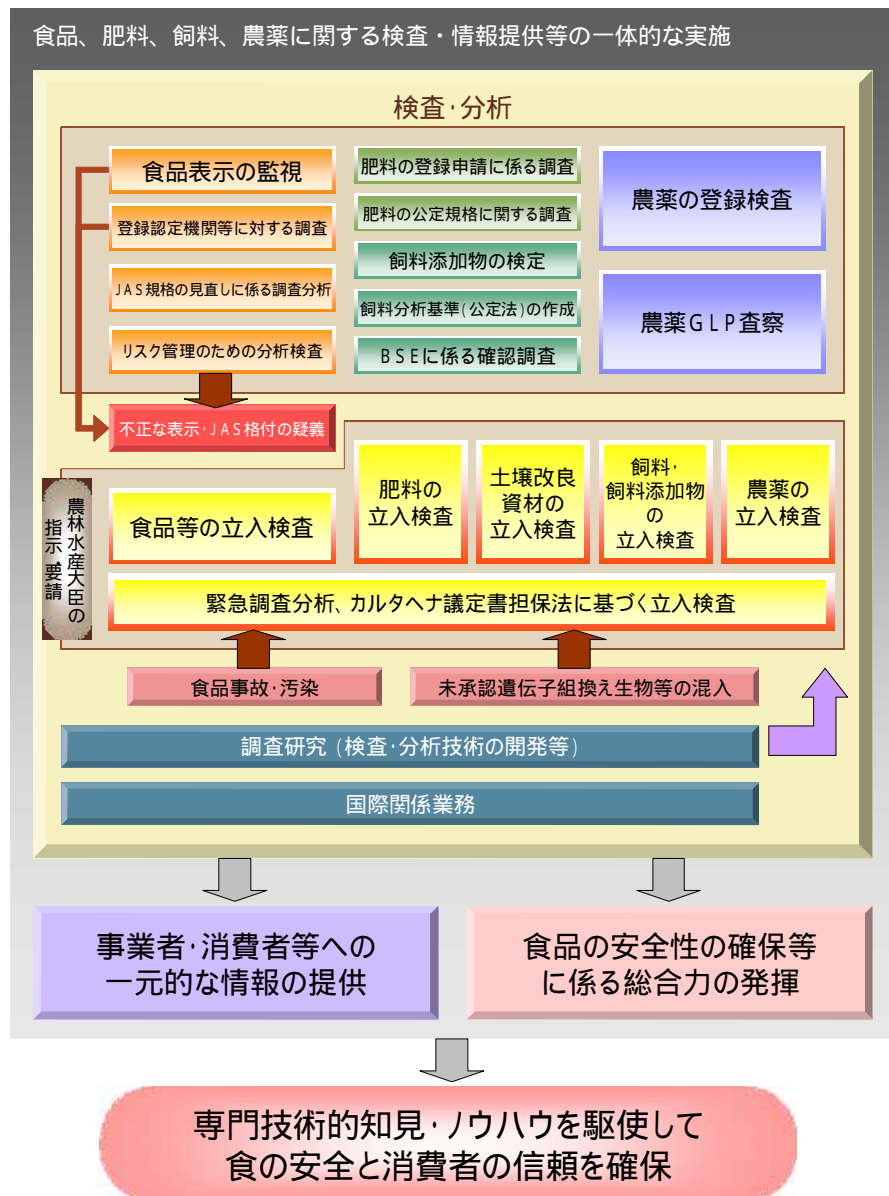 食品、肥料、飼料、農薬に関する検査・情報提供等の一体的な実施
検査・分析
食品表示の監視
登録認定機関等に対する調査
JAS規格の見直しに係る調査分析
リスク管理のための分析検査
肥料の登録申請に係る調査
肥料の公定規格に関する調査
飼料添加物の検定
飼料分析基準(公定法)の作成
BSEに係る確認調査
農薬の登録検査
農薬GLP査察
不正な表示・JAS格付の疑義
農林水産大臣の
指示、要請
食品等の立入検査
肥料の
立入検査
土壌改良
資材の
立入検査
飼料・
飼料添加物
の
立入検査
農薬の
立入検査
緊急調査分析、カルタヘナ議定書担保法に基づく立入検査
食品事故・汚染
未承認遺伝子組換え生物等の混入
調査研究(検査・分析技術の開発等)
国際関係業務
事業者・消費者等への
一元的な情報の提供
食品の安全性の確保等
に係る総合力の発揮
専門技術的知見・ノウハウを駆使して
食の安全と消費者の信頼を確保